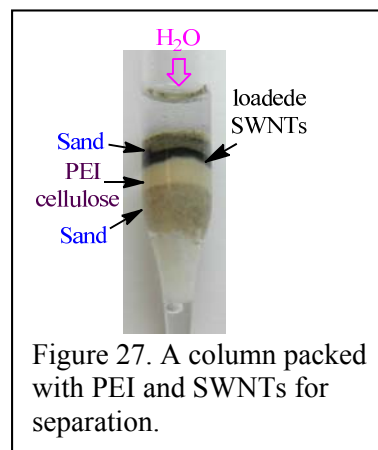 H₂O
loadede
SWNTs
Sand
PEI
cellulose
Sand
Figure 27. A column packed
with PEI and SWNTs for
separation.